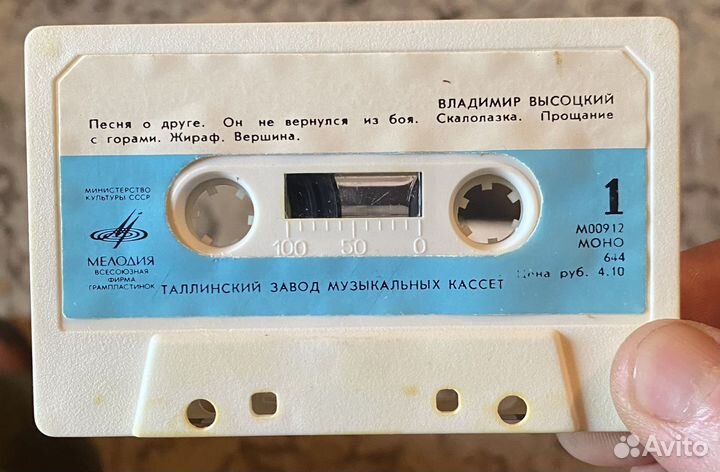 ВЛАДИМИР ВЫСОЦКИЙ
Песня о друге. Он не вернулся из боя. Скалолазка. Прощание
с горами. Жираф. Вершина.
МИНИСТЕРСТВО
КУЛЬТУРЫ СССР
МЕЛОДИЯ
ВСЕСОЮЗНАЯ
ФИРМА
ГРАМПЛАСТИНОК
1
М00912
МОНО
644
Цена руб. 4.10
100 50 0
ТАЛЛИНСКИЙ ЗАВОД МУЗЫКАЛЬНЫХ КАССЕТ
Avito